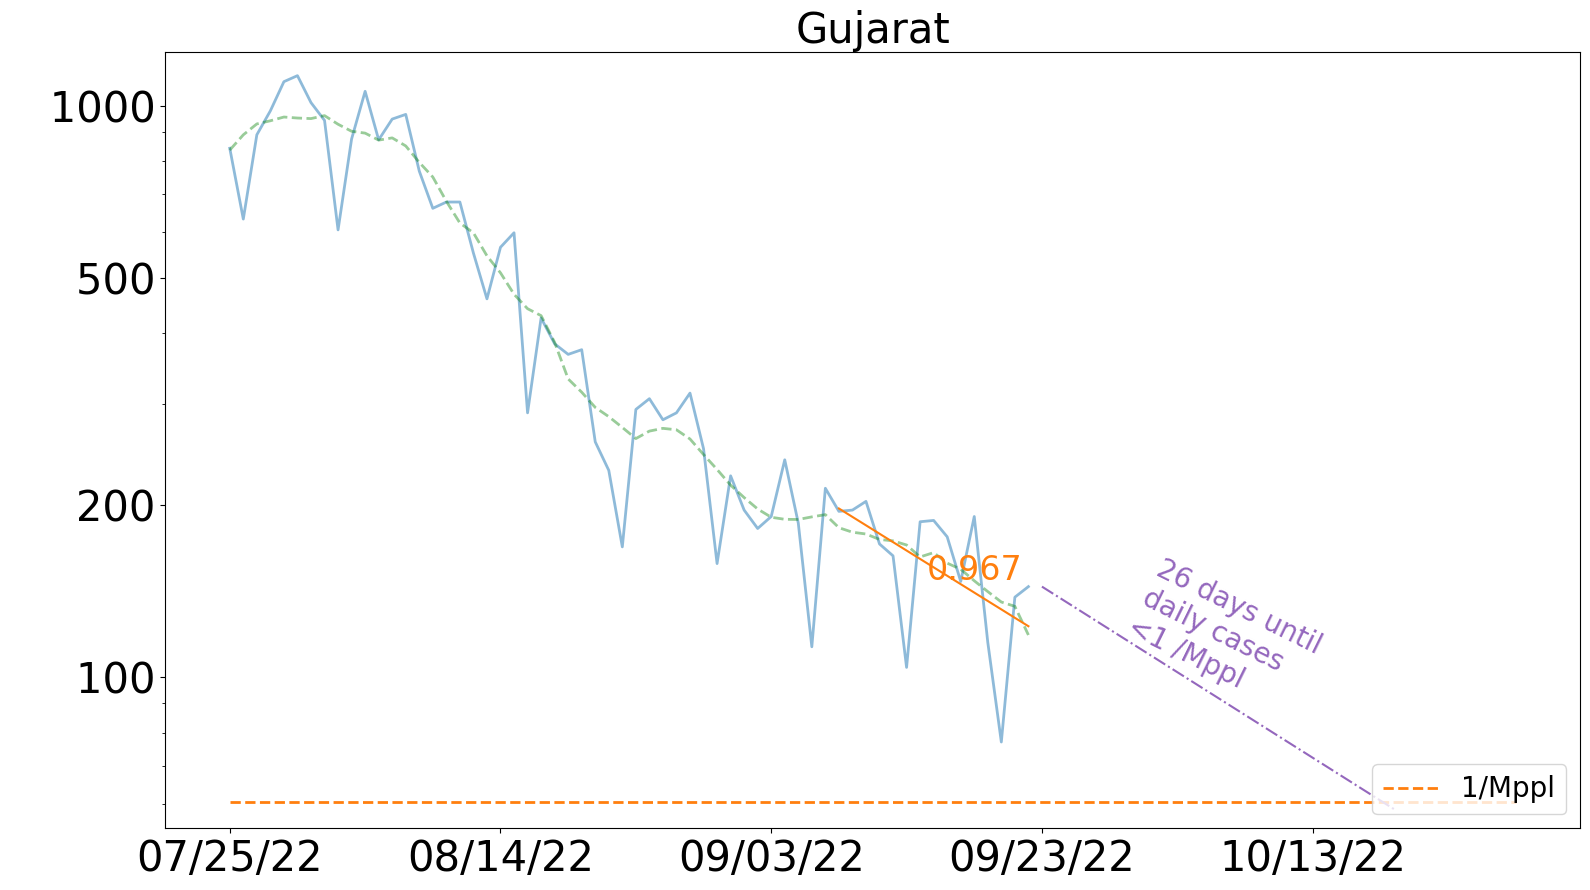 Gujarat
1000
500
200
100
0.967
26 days until
daily cases
<1 /Mppl
1/Mppl
07/25/22
08/14/22
09/03/22
09/23/22
10/13/22